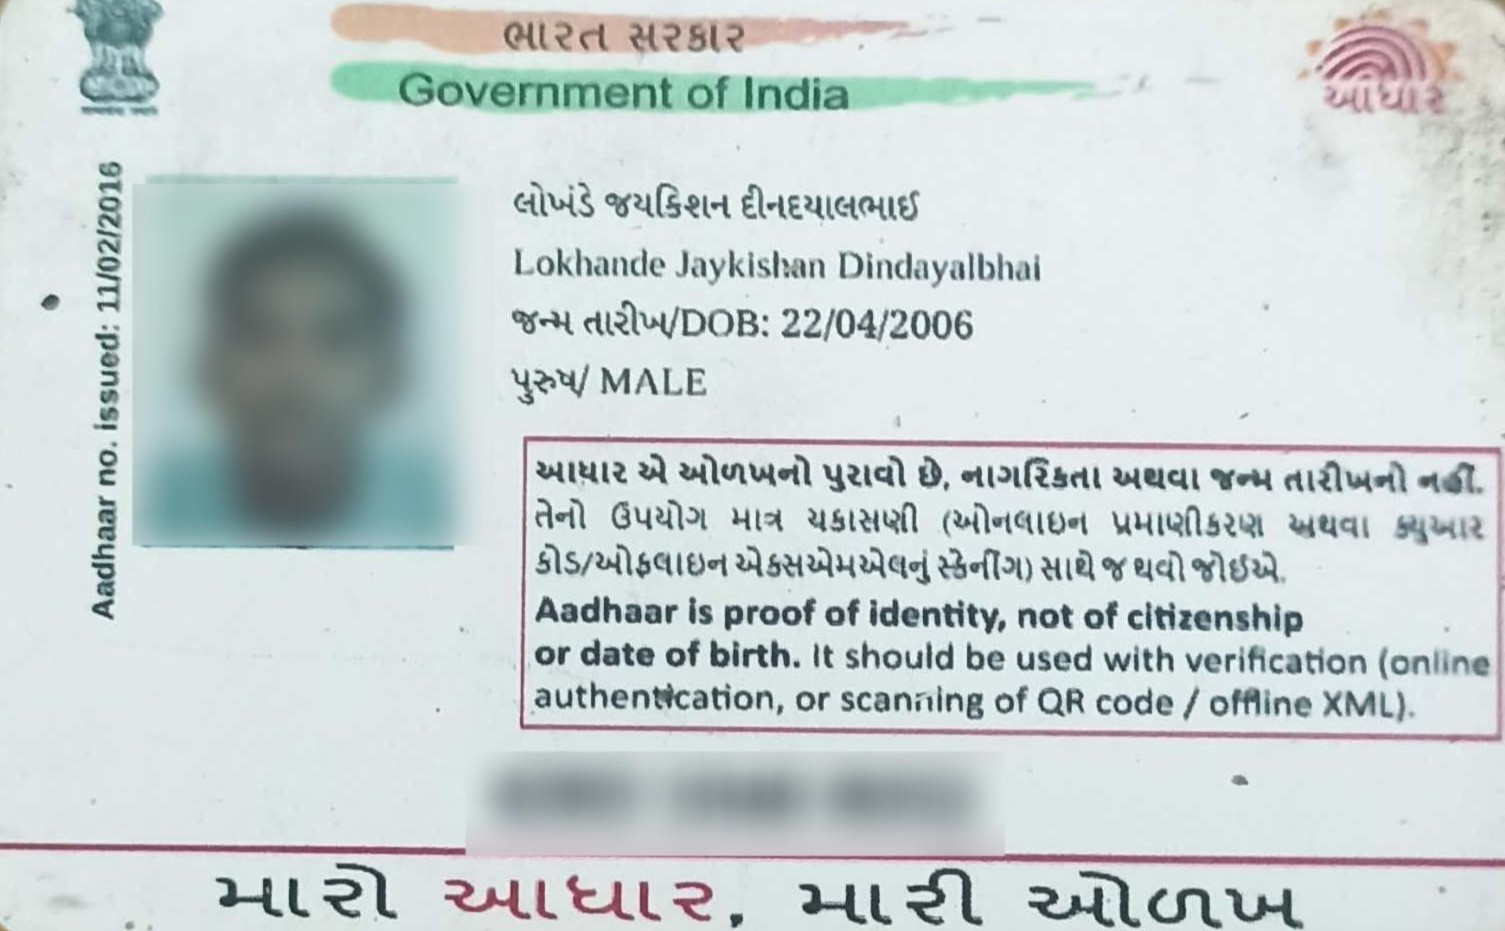 ભારત સરકાર
Government of India
આધાર
Aadhaar no. issued: 11/02/2016
લોખંડે જયકિશન દીનદયાલભાઈ
Lokhande Jaykishan Dindayalbhai
જન્મ તારીખ/DOB: 22/04/2006
પુરુષ/ MALE
આધાર એ ઓળખનો પુરાવો છે, નાગરિકતા અથવા જન્મ તારીખનો નહીં.
તેનો ઉપયોગ માત્ર ચકાસણી (ઓનલાઇન પ્રમાણીકરણ અથવા ક્યુઆર
કોડ/ઓફલાઇન એક્સએમએલનું સ્કેનીંગ) સાથે જ થવો જોઈએ.
Aadhaar is proof of identity, not of citizenship
or date of birth. It should be used with verification (online
authentication, or scanning of QR code / offline XML).
મારો આધાર, મારી ઓળખ